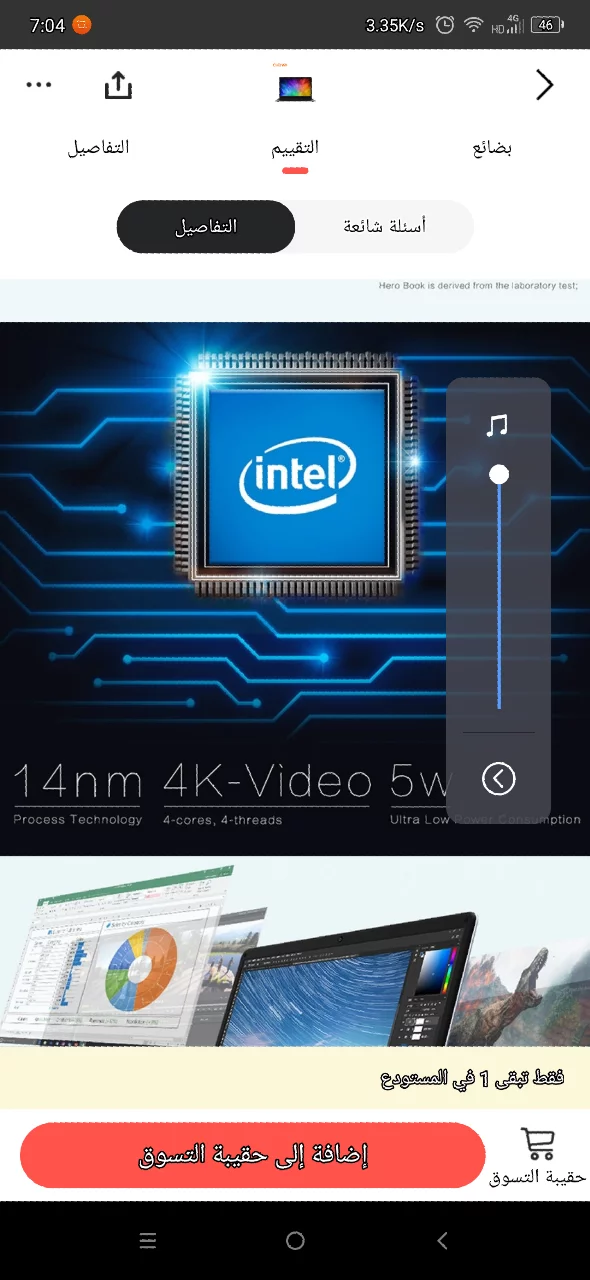 7:04
3.35K/s
4G
HD
46
بضائع
التقييم
التفاصيل
أسئلة شائعة
التفاصيل
Hero Book is derived from the laboratory test;
intel®
14nm 4K-Video 5w
Process Technology
4-cores, 4-threads
Ultra Low Power Consumption
فقط تبقى 1 في المستودع
إضافة إلى حقيبة التسوق
حقيبة التسوق